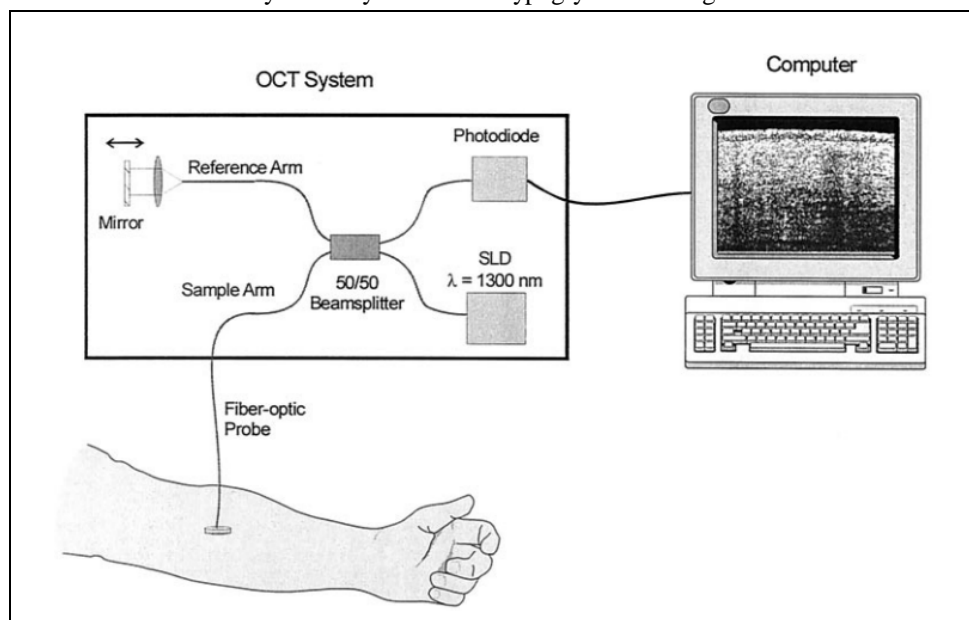 OCT System
Computer
Photodiode
Reference Arm
Mirror
SLD
λ = 1300 nm
50/50
Beamsplitter
Sample Arm
Fiber-optic
Probe